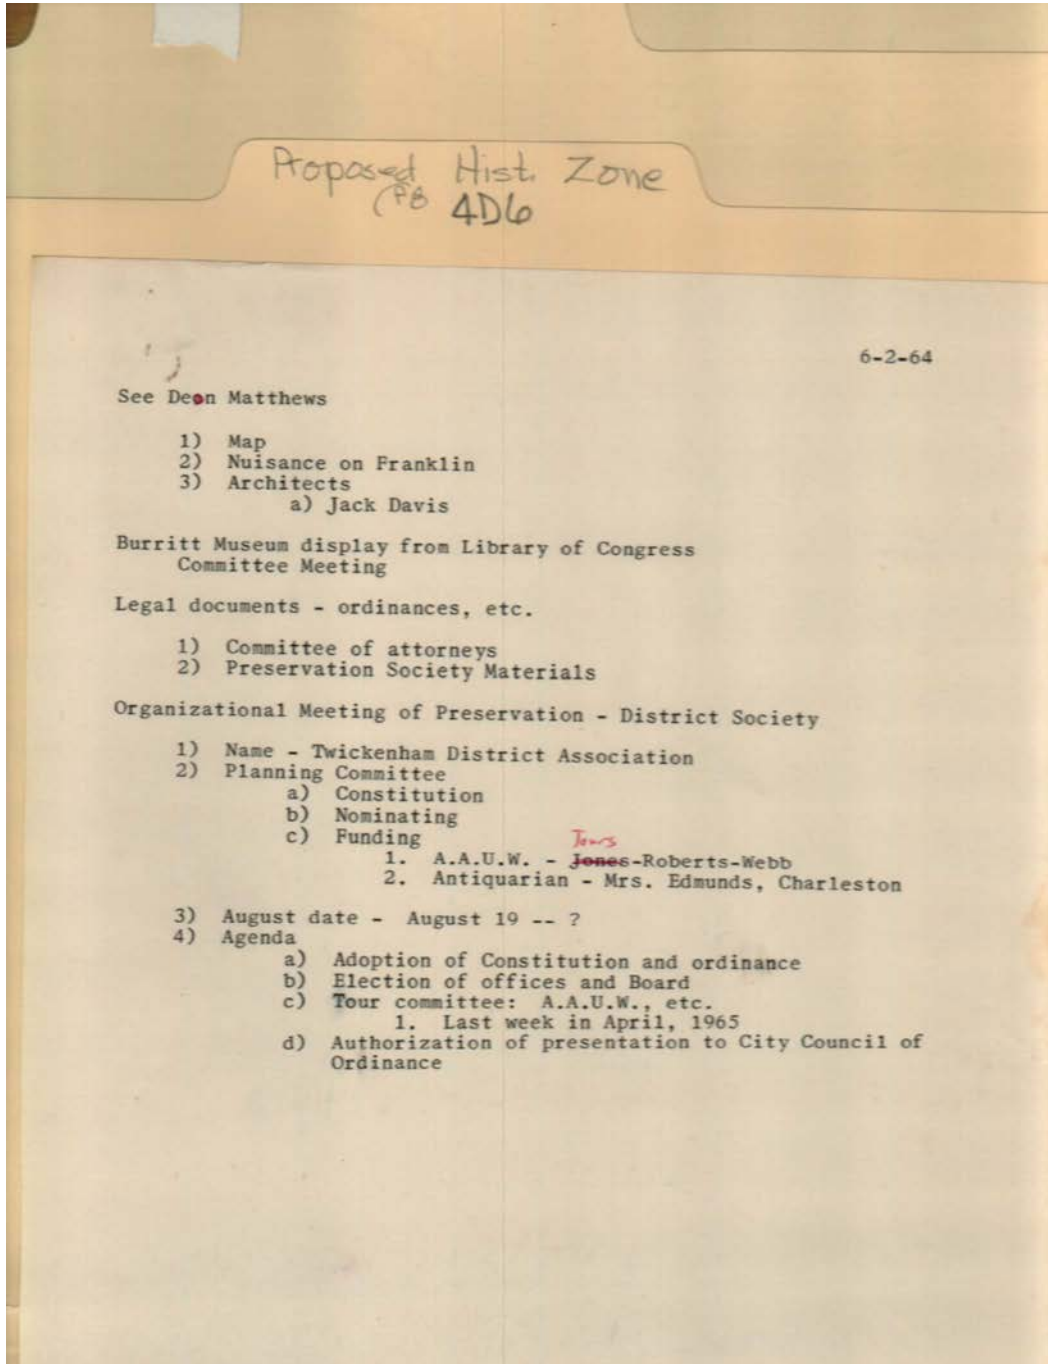 Proposed Hist. Zone
(P8 4D6
6-2-64
See Deon Matthews
1) Map
2) Nuisance on Franklin
3) Architects
a) Jack Davis
Burritt Museum display from Library of Congress
Committee Meeting
Legal documents - ordinances, etc.
1) Committee of attorneys
2) Preservation Society Materials
Organizational Meeting of Preservation - District Society
1) Name - Twickenham District Association
2) Planning Committee
a) Constitution
b) Nominating
c) Funding
Tours
1. A.A.U.W. - Jones-Roberts-Webb
2. Antiquarian - Mrs. Edmunds, Charleston
3) August date - August 19 -- ?
4) Agenda
a) Adoption of Constitution and ordinance
b) Election of offices and Board
c) Tour committee: A.A.U.W., etc.
1. Last week in April, 1965
d) Authorization of presentation to City Council of
Ordinance